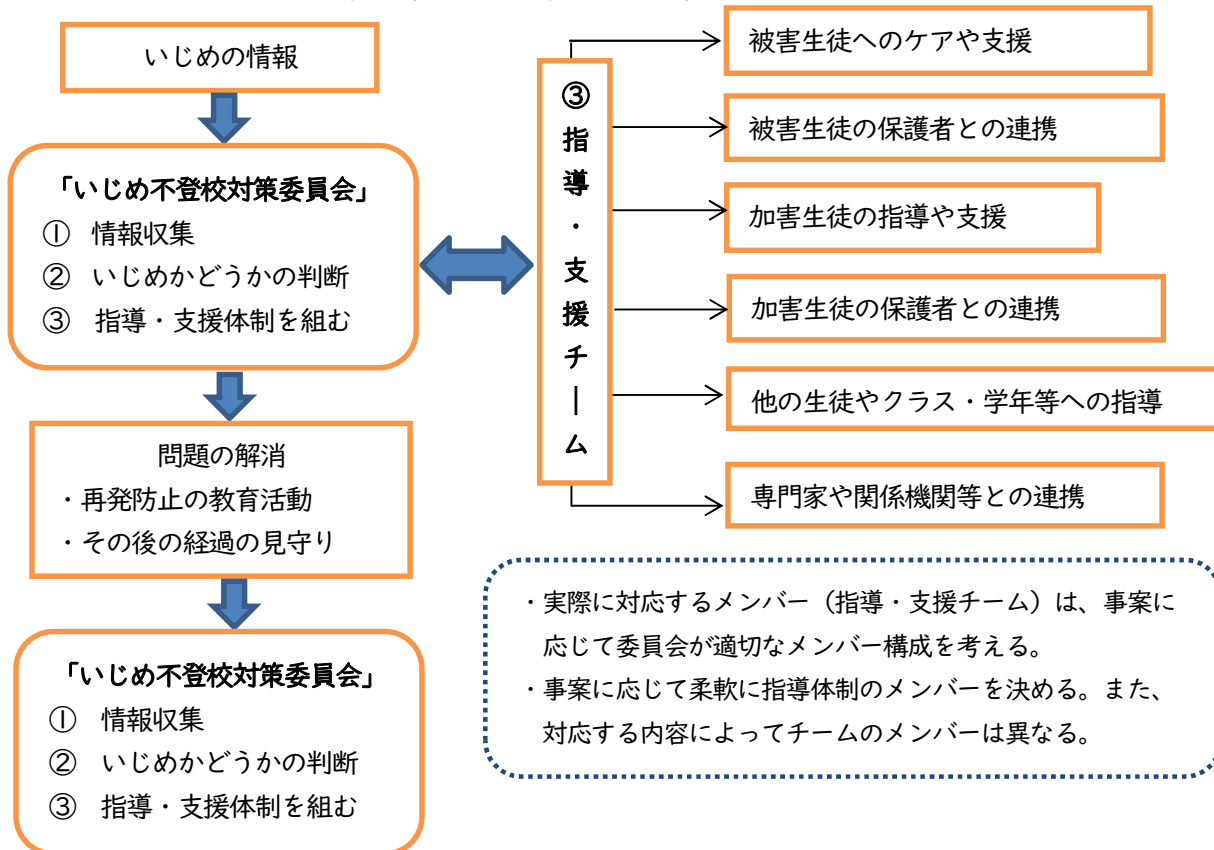 いじめの情報
「いじめ不登校対策委員会」
① 情報収集
② いじめかどうかの判断
③ 指導・支援体制を組む
問題の解消
・再発防止の教育活動
・その後の経過の見守り
「いじめ不登校対策委員会」
① 情報収集
② いじめかどうかの判断
③ 指導・支援体制を組む
③指導・支援チーム
被害生徒へのケアや支援
被害生徒の保護者との連携
加害生徒の指導や支援
加害生徒の保護者との連携
他の生徒やクラス・学年等への指導
専門家や関係機関等との連携
・実際に対応するメンバー（指導・支援チーム）は、事案に
応じて委員会が適切なメンバー構成を考える。
・事案に応じて柔軟に指導体制のメンバーを決める。また、
対応する内容によってチームのメンバーは異なる。